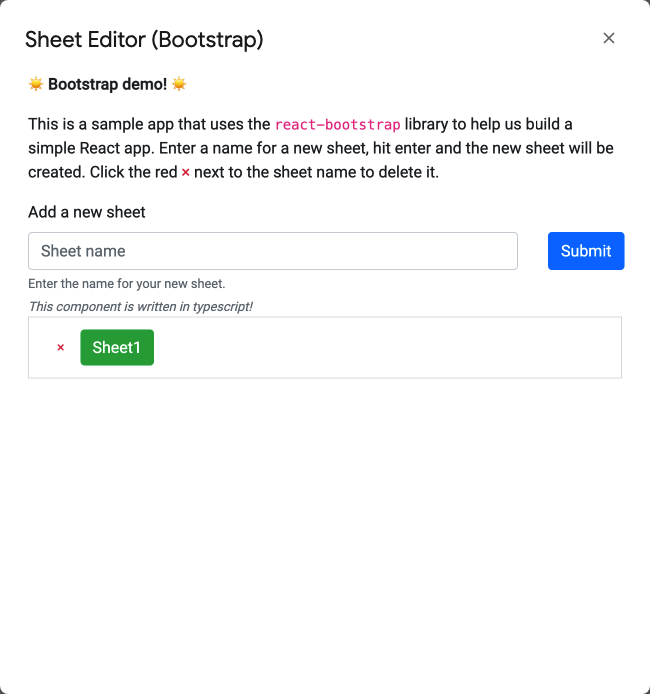 Sheet Editor (Bootstrap) ×
☀️ Bootstrap demo! ☀️
This is a sample app that uses the react-bootstrap library to help us build a
simple React app. Enter a name for a new sheet, hit enter and the new sheet will be
created. Click the red × next to the sheet name to delete it.
Add a new sheet
Sheet name Submit
Enter the name for your new sheet.
This component is written in typescript!
× Sheet1